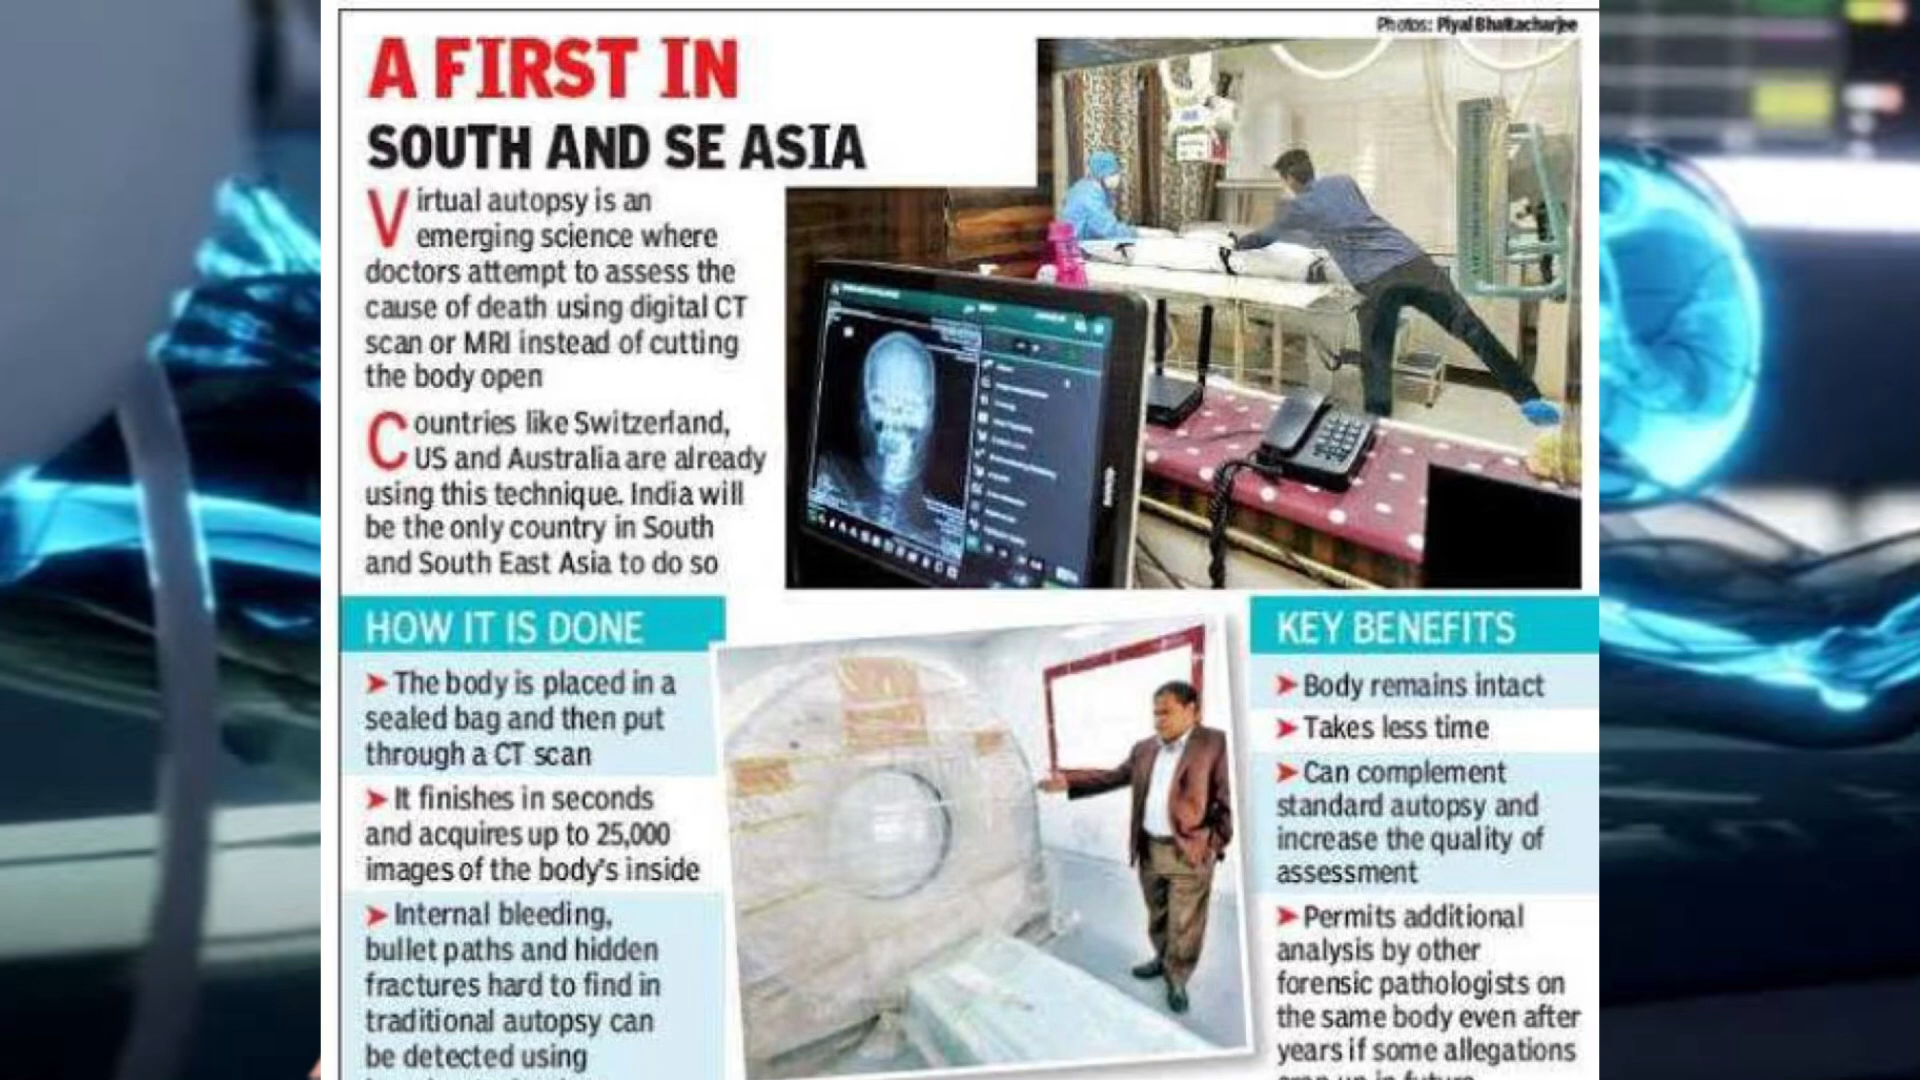 Photos: Piyal Bhattacharjee
A FIRST IN
SOUTH AND SE ASIA
Virtual autopsy is an
emerging science where
doctors attempt to assess the
cause of death using digital CT
scan or MRI instead of cutting
the body open
Countries like Switzerland,
US and Australia are already
using this technique. India will
be the only country in South
and South East Asia to do so
HOW IT IS DONE
The body is placed in a
sealed bag and then put
through a CT scan
It finishes in seconds
and acquires up to 25,000
images of the body's inside
Internal bleeding,
bullet paths and hidden
fractures hard to find in
traditional autopsy can
be detected using
KEY BENEFITS
Body remains intact
Takes less time
Can complement
standard autopsy and
increase the quality of
assessment
Permits additional
analysis by other
forensic pathologists on
the same body even after
years if some allegations